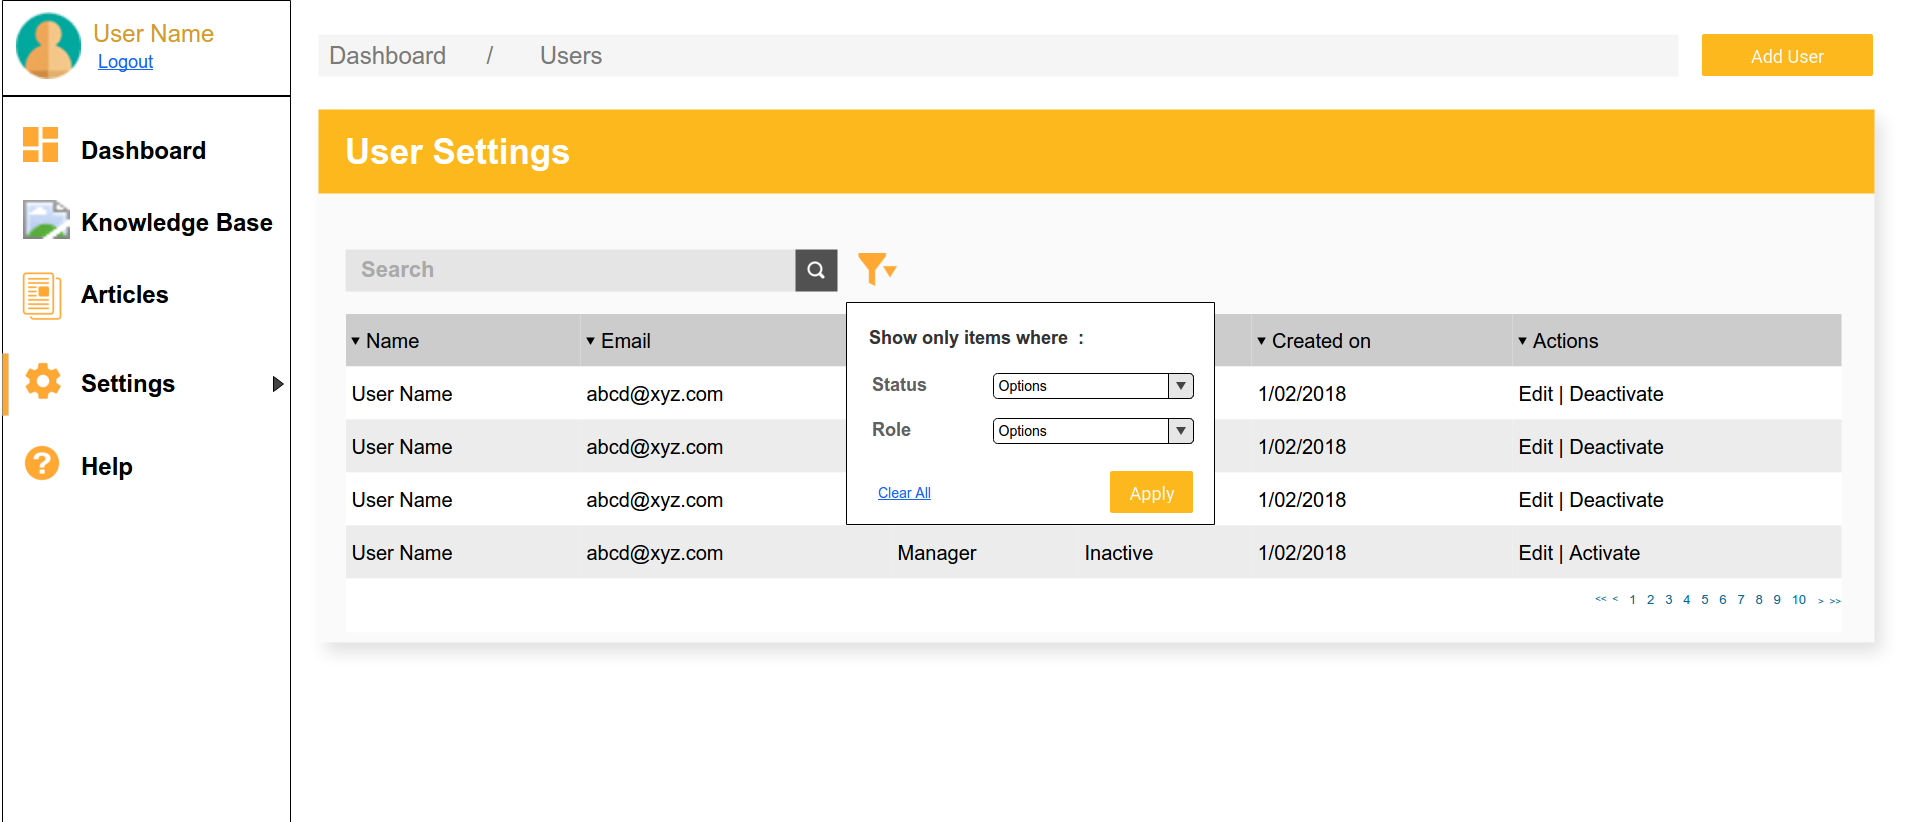 User Name
Logout
Dashboard
Knowledge Base
Articles
Settings
? Help
Dashboard / Users
Add User
User Settings
Search
Name Email Created on Actions
User Name abcd@xyz.com 1/02/2018 Edit | Deactivate
User Name abcd@xyz.com 1/02/2018 Edit | Deactivate
User Name abcd@xyz.com 1/02/2018 Edit | Deactivate
User Name abcd@xyz.com Manager Inactive 1/02/2018 Edit | Activate
Show only items where :
Status Options
Role Options
Clear All Apply
<< < 1 2 3 4 5 6 7 8 9 10 > >>